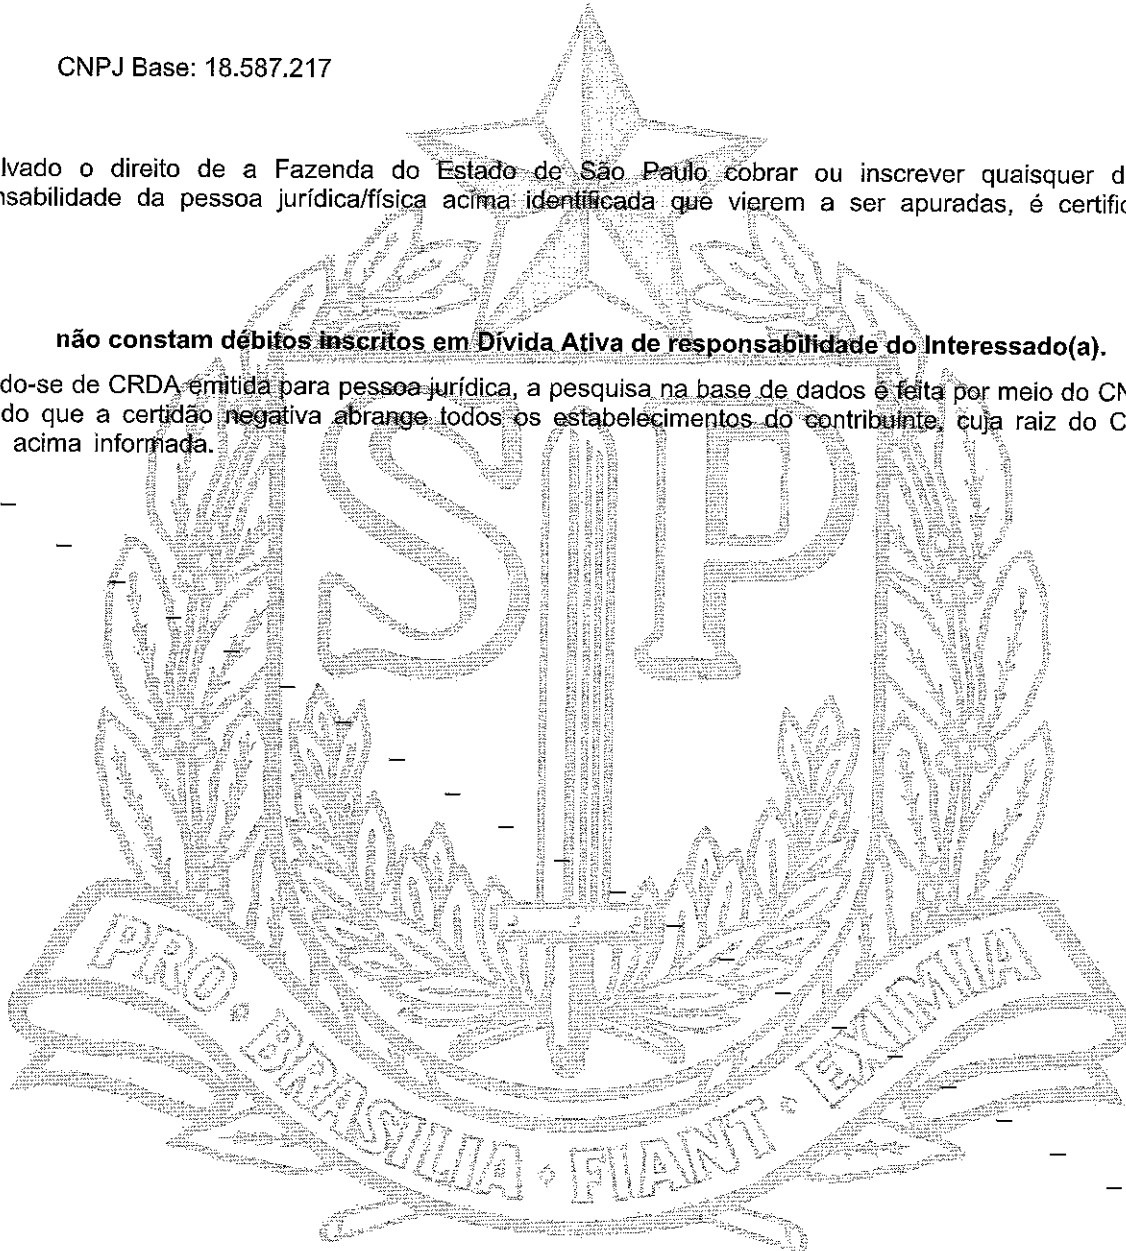 CNPJ Base: 18.587.217
lvado o direito de a Fazenda do Estado de São Paulo cobrar ou inscrever quaisquer d
nsabilidade da pessoa jurídica/física acima identificada que vierem a ser apuradas, é certific
não constam débitos inscritos em Dívida Ativa de responsabilidade do Interessado(a).
do-se de CRDA emitida para pessoa jurídica, a pesquisa na base de dados é feita por meio do CN
do que a certidão negativa abrange todos os estabelecimentos do contribuinte, cuja raiz do C
acima informada.
SP
PRO · BRASILIA · FIANT · EXIMIA